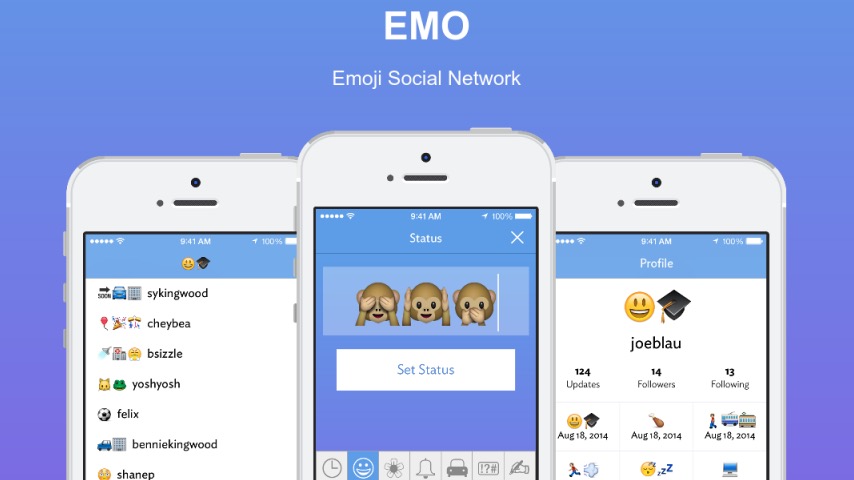 EMO
Emoji Social Network
9:41 AM 100%
SOON sykingwood
cheybea
bsizzle
yoshyosh
felix
benniekingwood
shanep
9:41 AM 100%
Status
Set Status
!?#
9:41 AM 100%
Profile
joeblau
124 14 13
Updates Followers Following
Aug 18, 2014 Aug 18, 2014 Aug 18, 2014
zzZ